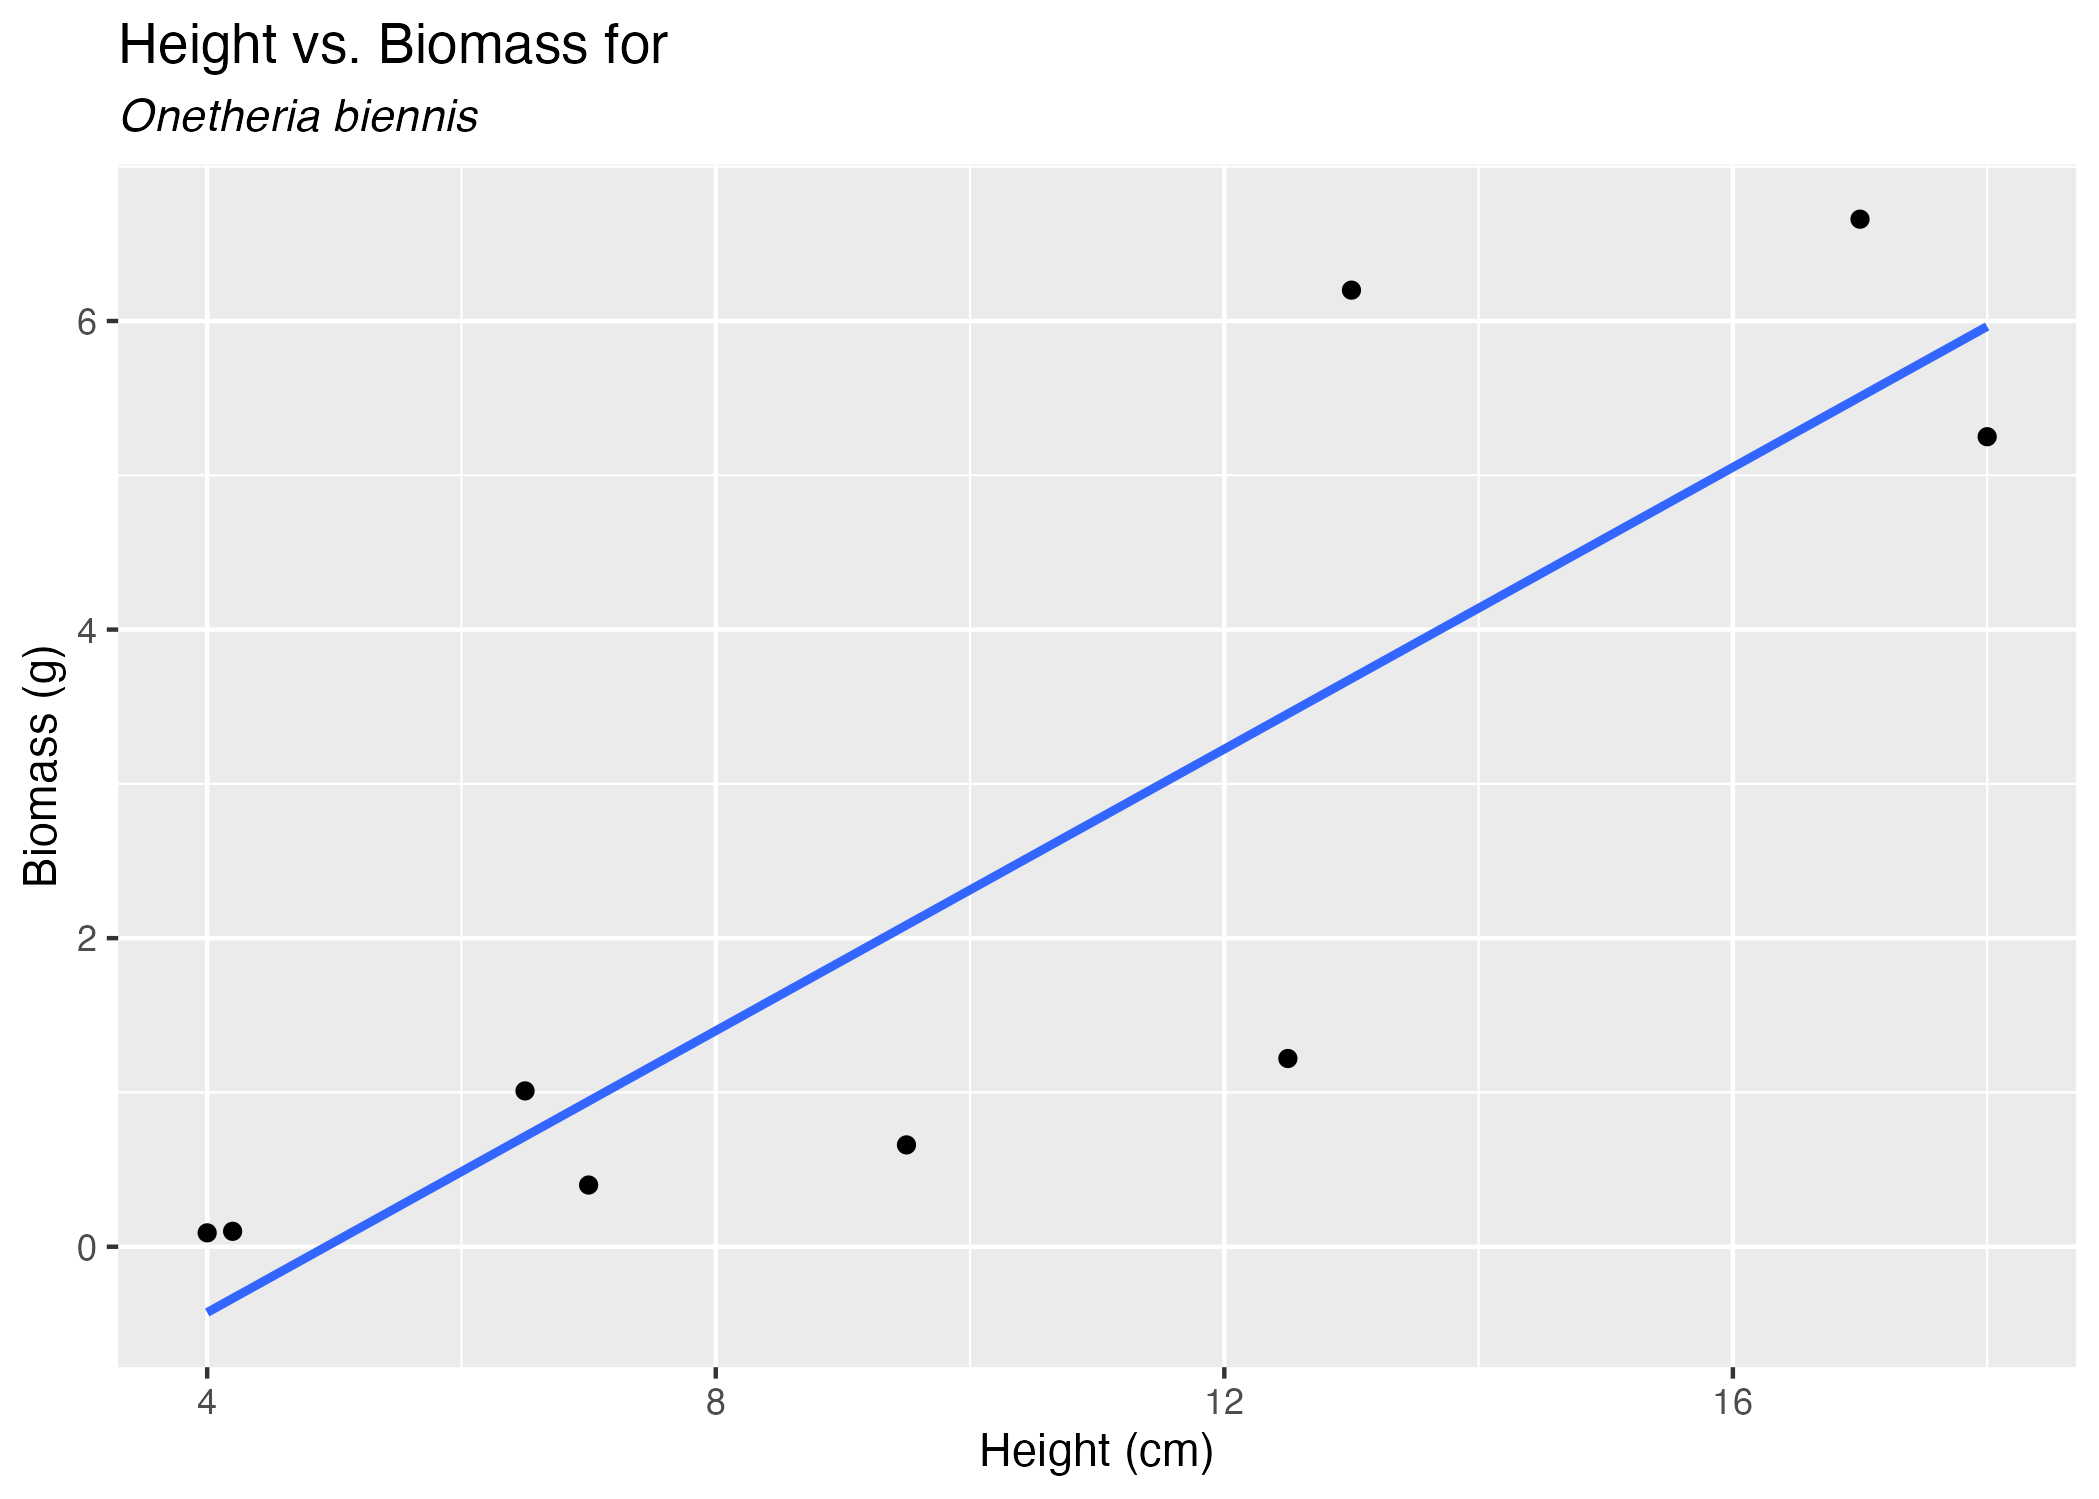 Height vs. Biomass for
Onetheria biennis
Biomass (g)
6
4
2
0
4 8 12 16
Height (cm)